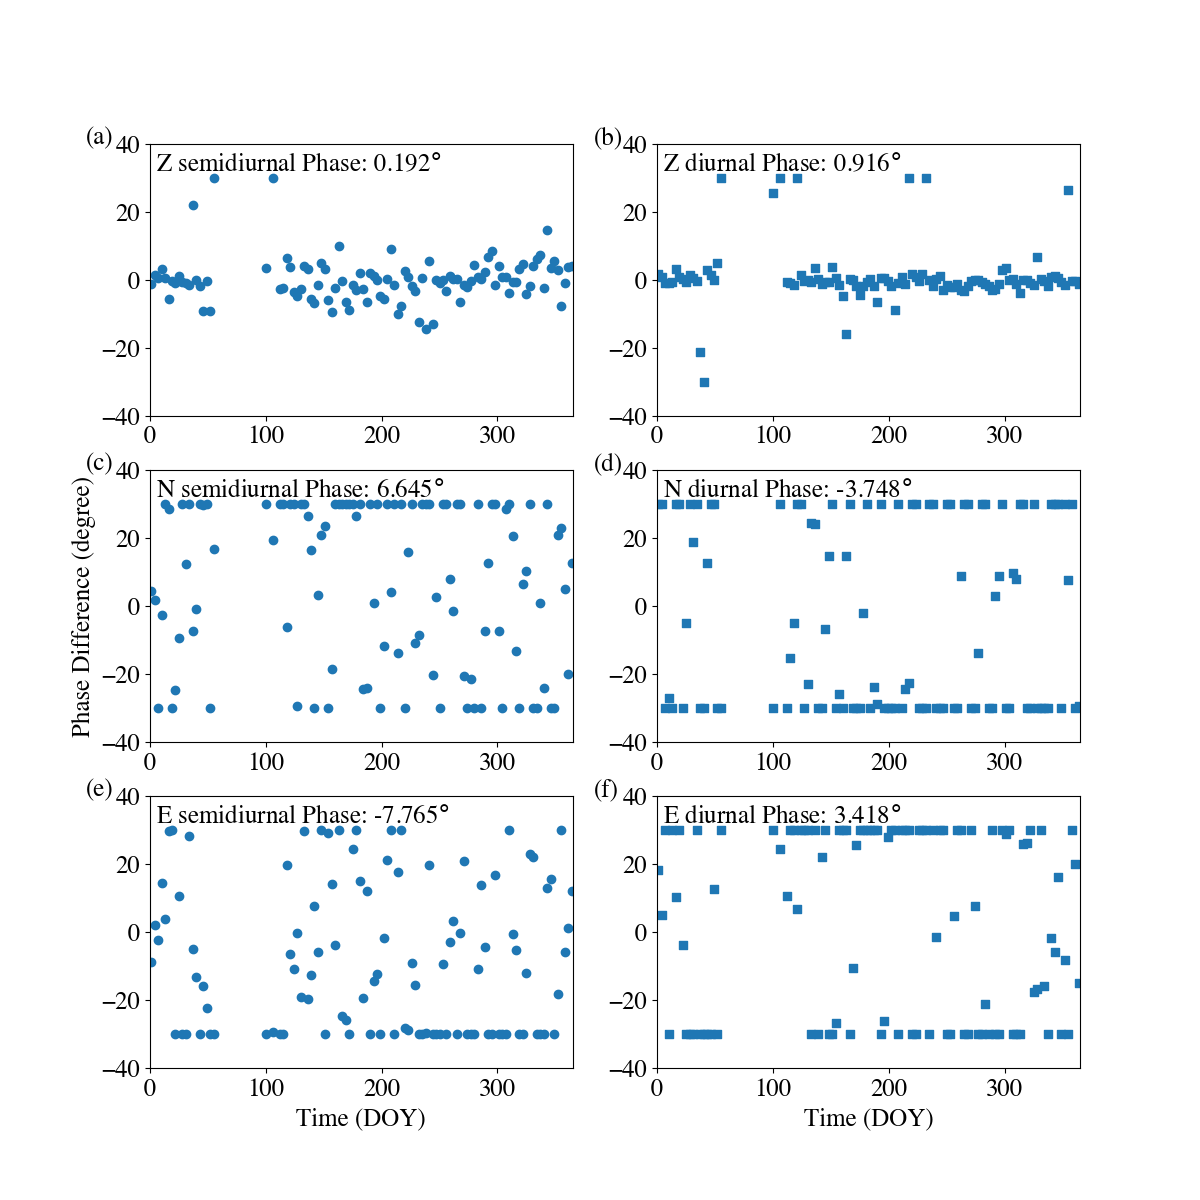 (a) (b)
40 Z semidiurnal Phase: 0.192° 40 Z diurnal Phase: 0.916°
20 20
0 0
−20 −20
−40 −40
0 100 200 300 0 100 200 300
(c) (d)
40 N semidiurnal Phase: 6.645° 40 N diurnal Phase: -3.748°
20 20
0 0
−20 −20
−40 −40
Phase Difference (degree)
0 100 200 300 0 100 200 300
(e) (f)
40 E semidiurnal Phase: -7.765° 40 E diurnal Phase: 3.418°
20 20
0 0
−20 −20
−40 −40
0 100 200 300 0 100 200 300
Time (DOY) Time (DOY)